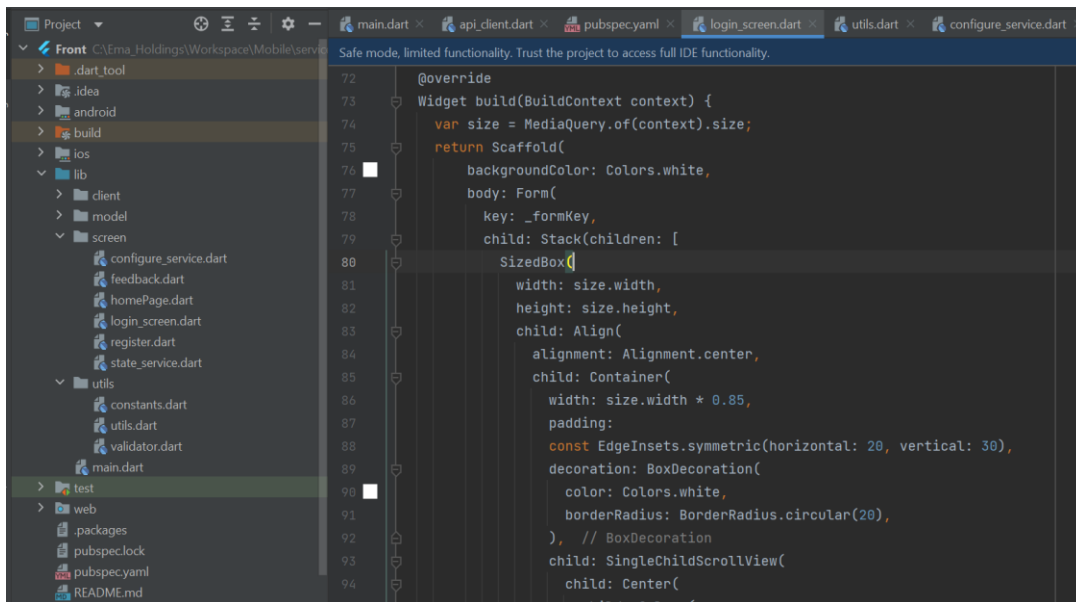 Project
main.dart
api_client.dart
pubspec.yaml
login_screen.dart
utils.dart
configure_service.dart
Front C:\Ema_Holdings\Workspace\Mobile\servic
.dart_tool
.idea
android
build
ios
lib
client
model
screen
configure_service.dart
feedback.dart
homePage.dart
login_screen.dart
register.dart
state_service.dart
utils
constants.dart
utils.dart
validator.dart
main.dart
test
web
.packages
pubspec.lock
pubspec.yaml
README.md
Safe mode, limited functionality. Trust the project to access full IDE functionality.
72 @override
73 Widget build(BuildContext context) {
74 var size = MediaQuery.of(context).size;
75 return Scaffold(
76 backgroundColor: Colors.white,
77 body: Form(
78 key: _formKey,
79 child: Stack(children: [
80 SizedBox(
81 width: size.width,
82 height: size.height,
83 child: Align(
84 alignment: Alignment.center,
85 child: Container(
86 width: size.width * 0.85,
87 padding:
88 const EdgeInsets.symmetric(horizontal: 20, vertical: 30),
89 decoration: BoxDecoration(
90 color: Colors.white,
91 borderRadius: BorderRadius.circular(20),
92 ), // BoxDecoration
93 child: SingleChildScrollView(
94 child: Center(